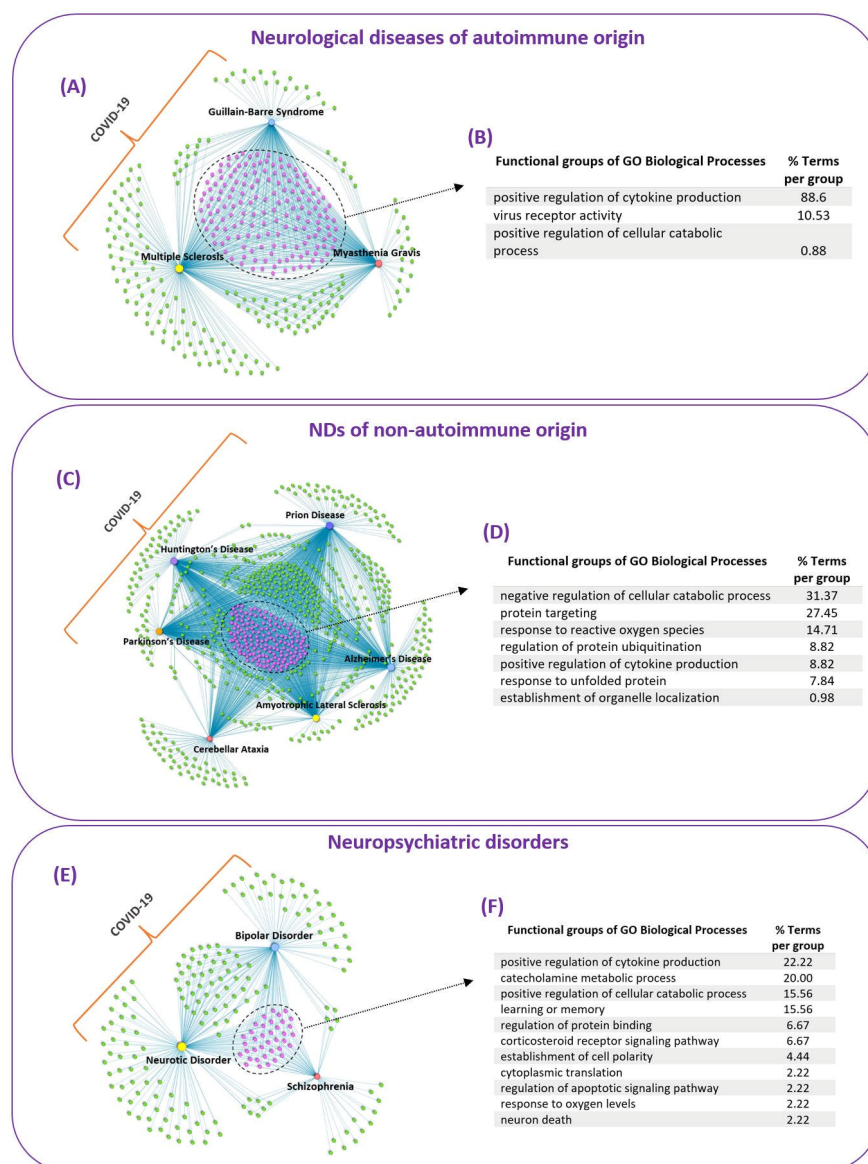 Neurological diseases of autoimmune origin
(A)
COVID-19
Guillain-Barre Syndrome
Multiple Sclerosis
Myasthenia Gravis
(B)
Functional groups of GO Biological Processes % Terms
per group
positive regulation of cytokine production 88.6
virus receptor activity 10.53
positive regulation of cellular catabolic
process 0.88
NDs of non-autoimmune origin
(C)
COVID-19
Prion Disease
Huntington's Disease
Parkinson's Disease
Alzheimer's Disease
Amyotrophic Lateral Sclerosis
Cerebellar Ataxia
(D)
Functional groups of GO Biological Processes % Terms
per group
negative regulation of cellular catabolic process 31.37
protein targeting 27.45
response to reactive oxygen species 14.71
regulation of protein ubiquitination 8.82
positive regulation of cytokine production 8.82
response to unfolded protein 7.84
establishment of organelle localization 0.98
Neuropsychiatric disorders
(E)
COVID-19
Bipolar Disorder
Neurotic Disorder
Schizophrenia
(F)
Functional groups of GO Biological Processes % Terms
per group
positive regulation of cytokine production 22.22
catecholamine metabolic process 20.00
positive regulation of cellular catabolic process 15.56
learning or memory 15.56
regulation of protein binding 6.67
corticosteroid receptor signaling pathway 6.67
establishment of cell polarity 4.44
cytoplasmic translation 2.22
regulation of apoptotic signaling pathway 2.22
response to oxygen levels 2.22
neuron death 2.22